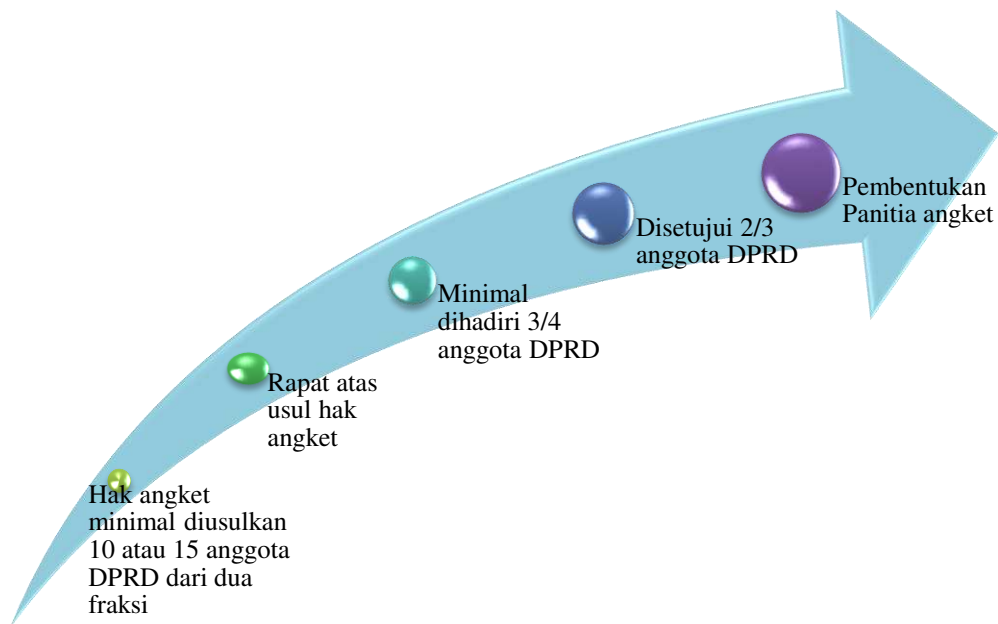 Hak angket
minimal diusulkan
10 atau 15 anggota
DPRD dari dua
fraksi
Rapat atas
usul hak
angket
Minimal
dihadiri 3/4
anggota DPRD
Disetujui 2/3
anggota DPRD
Pembentukan
Panitia angket